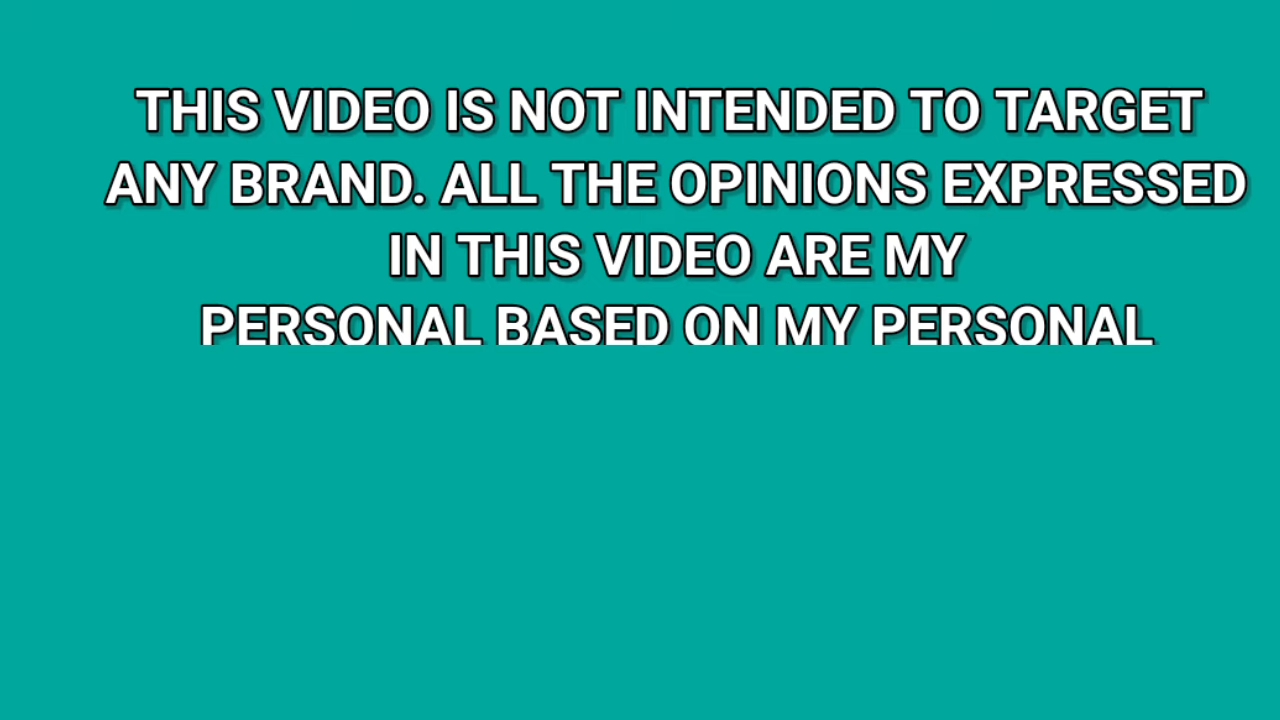 THIS VIDEO IS NOT INTENDED TO TARGET
ANY BRAND. ALL THE OPINIONS EXPRESSED
IN THIS VIDEO ARE MY
PERSONAL BASED ON MY PERSONAL